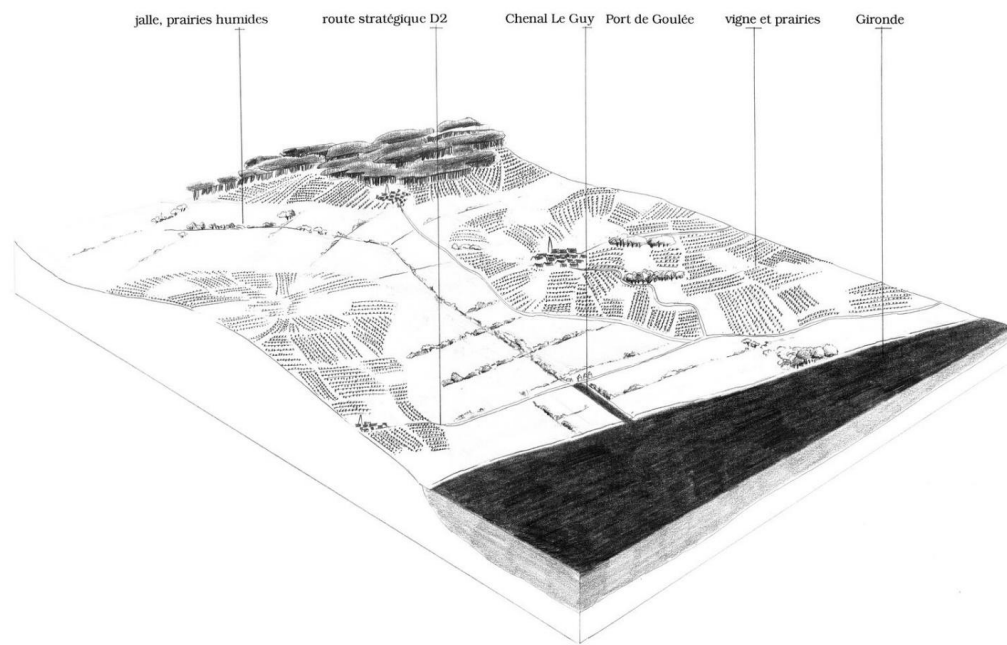 jalle, prairies humides
route stratégique D2
Chenal Le Guy
Port de Goulée
vigne et prairies
Gironde